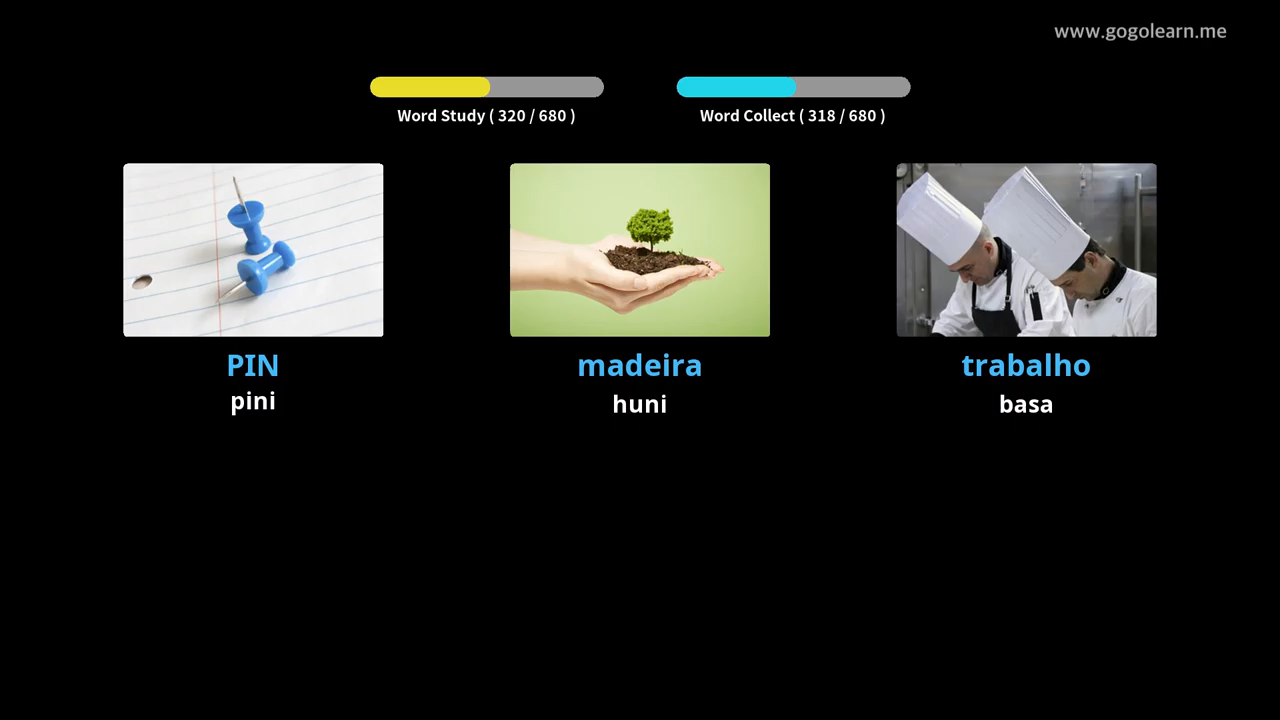 www.gogolearn.me
Word Study ( 320 / 680 )
Word Collect ( 318 / 680 )
PIN
pini
madeira
huni
trabalho
basa